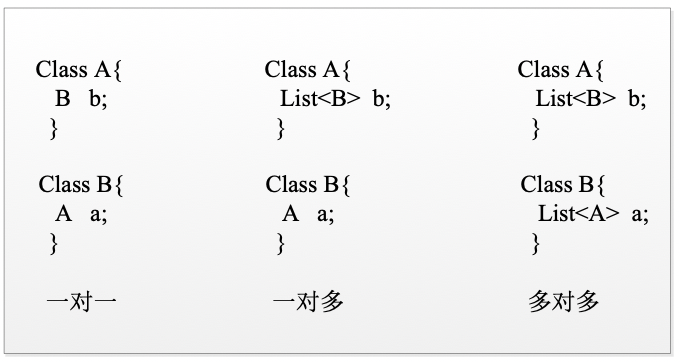 Class A{
B b;
}
Class B{
A a;
}
一对一
Class A{
List<B> b;
}
Class B{
A a;
}
一对多
Class A{
List<B> b;
}
Class B{
List<A> a;
}
多对多